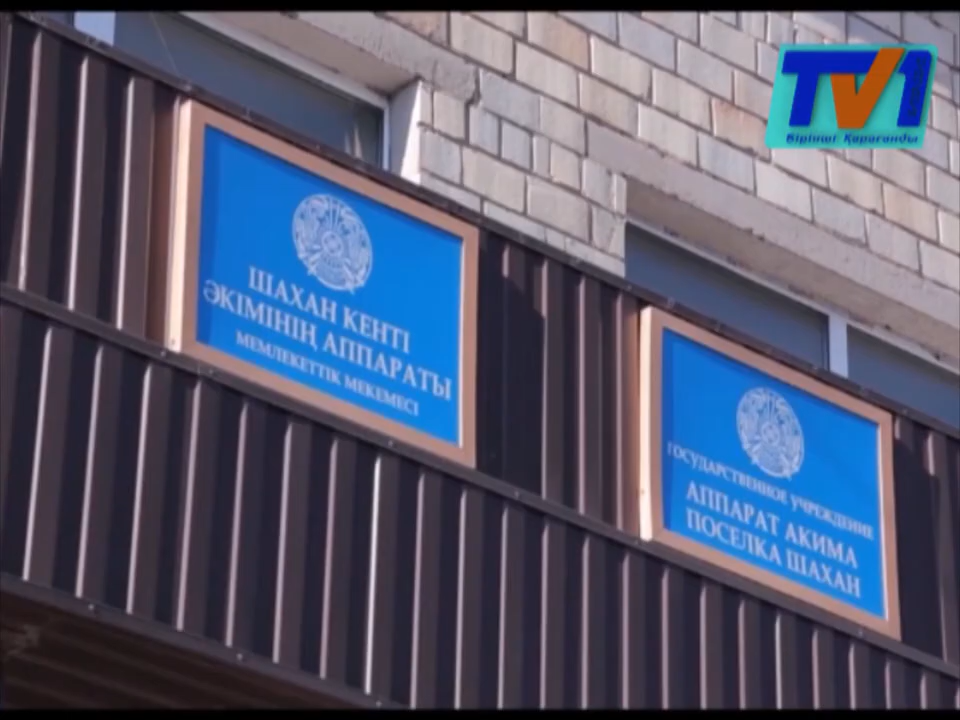 TV1
Бірінші Қарағанды
ШАХАН КЕНТІ
ӘКІМІНІҢ АППАРАТЫ
МЕМЛЕКЕТТІК МЕКЕМЕСІ
ГОСУДАРСТВЕННОЕ УЧРЕЖДЕНИЕ
АППАРАТ АКИМА
ПОСЕЛКА ШАХАН